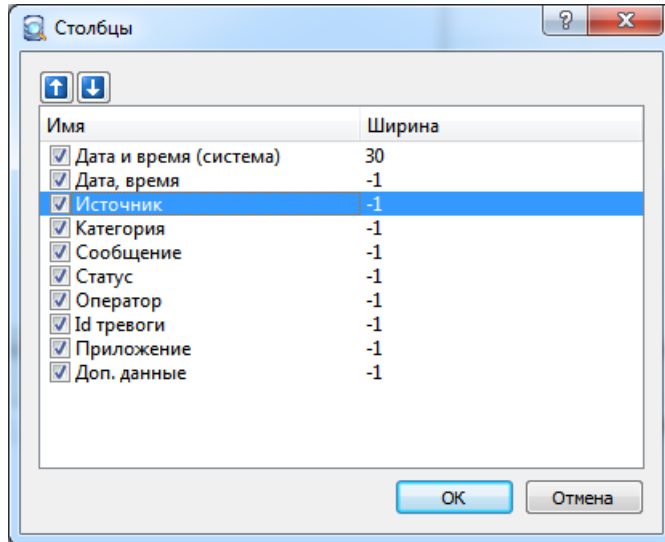 Столбцы
Имя Ширина
Дата и время (система) 30
Дата, время -1
Источник -1
Категория -1
Сообщение -1
Статус -1
Оператор -1
Id тревоги -1
Приложение -1
Доп. данные -1
OK Отмена